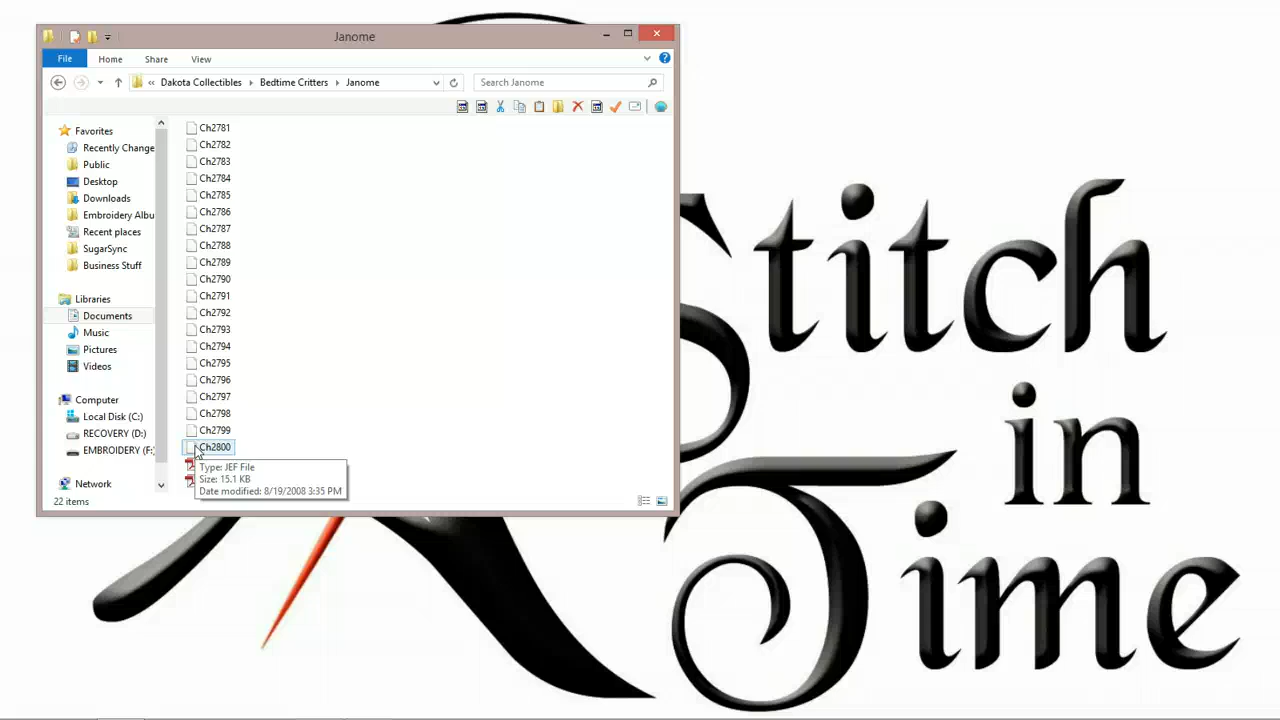 Janome
File Home Share View
« Dakota Collectibles Bedtime Critters Janome
Search Janome
Favorites
Recently Change
Public
Desktop
Downloads
Embroidery Albu
Recent places
SugarSync
Business Stuff
Libraries
Documents
Music
Pictures
Videos
Computer
Local Disk (C:)
RECOVERY (D:)
EMBROIDERY (F:
Network
Ch2781
Ch2782
Ch2783
Ch2784
Ch2785
Ch2786
Ch2787
Ch2788
Ch2789
Ch2790
Ch2791
Ch2792
Ch2793
Ch2794
Ch2795
Ch2796
Ch2797
Ch2798
Ch2799
Ch2800
Type: JEF File
Size: 15.1 KB
Date modified: 8/19/2008 3:35 PM
22 items
Stitch
in
Time